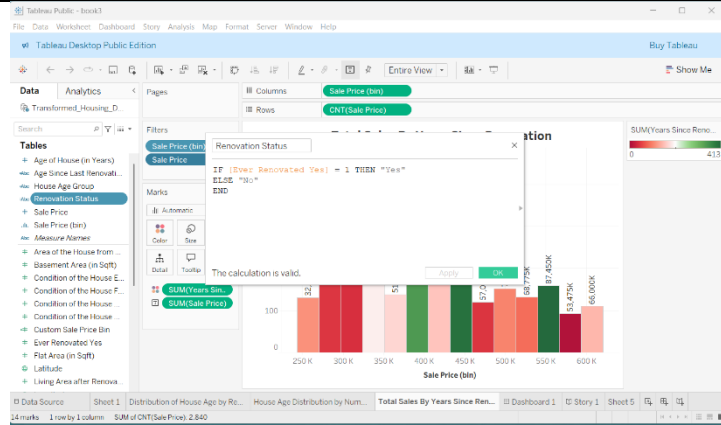 Tableau Public - book3
File Data Worksheet Dashboard Story Analysis Map Format Server Window Help
Tableau Desktop Public Edition
Buy Tableau
Entire View
Show Me
Data Analytics
Pages
Columns
Sale Price (bin)
Rows
CNT(Sale Price)
Transformed_Housing_D...
Search
Tables
Age of House (in Years)
Age Since Last Renovati...
House Age Group
Renovation Status
Sale Price
Sale Price (bin)
Measure Names
Area of the House from ...
Basement Area (in Sqft)
Condition of the House E...
Condition of the House F...
Condition of the House ...
Condition of the House ...
Custom Sale Price Bin
Ever Renovated Yes
Flat Area (in Sqft)
Latitude
Living Area after Renova...
Filters
Sale Price (bin)
Sale Price
Marks
Automatic
Color Size
Detail Tooltip
SUM(Years Sin..
SUM(Sale Price)
Renovation Status
IF [Ever Renovated Yes] = 1 THEN "Yes"
ELSE "No"
END
The calculation is valid.
Apply OK
SUM(Years Since Reno...
0 413
68,775K
87,450K
53,475K
66,000K
100
0
250 K 300 K 350 K 400 K 450 K 500 K 550 K 600 K
Sale Price (bin)
Data Source Sheet 1 Distribution of House Age by Re... House Age Distribution by Num... Total Sales By Years Since Ren... Dashboard 1 Story 1 Sheet 5
14 marks 1 row by 1 column SUM of CNT(Sale Price): 2,840